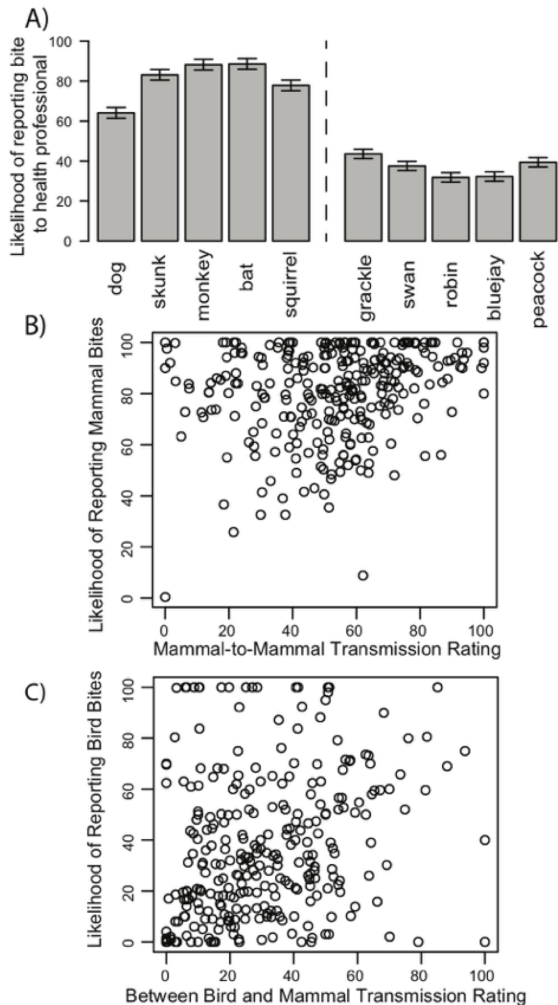 A)
Likelihood of reporting bite
to health professional
100
80
60
40
20
0
dog
skunk
monkey
bat
squirrel
grackle
swan
robin
bluejay
peacock
B)
Likelihood of Reporting Mammal Bites
100
80
60
40
20
0
0 20 40 60 80 100
Mammal-to-Mammal Transmission Rating
C)
Likelihood of Reporting Bird Bites
100
80
60
40
20
0
0 20 40 60 80 100
Between Bird and Mammal Transmission Rating